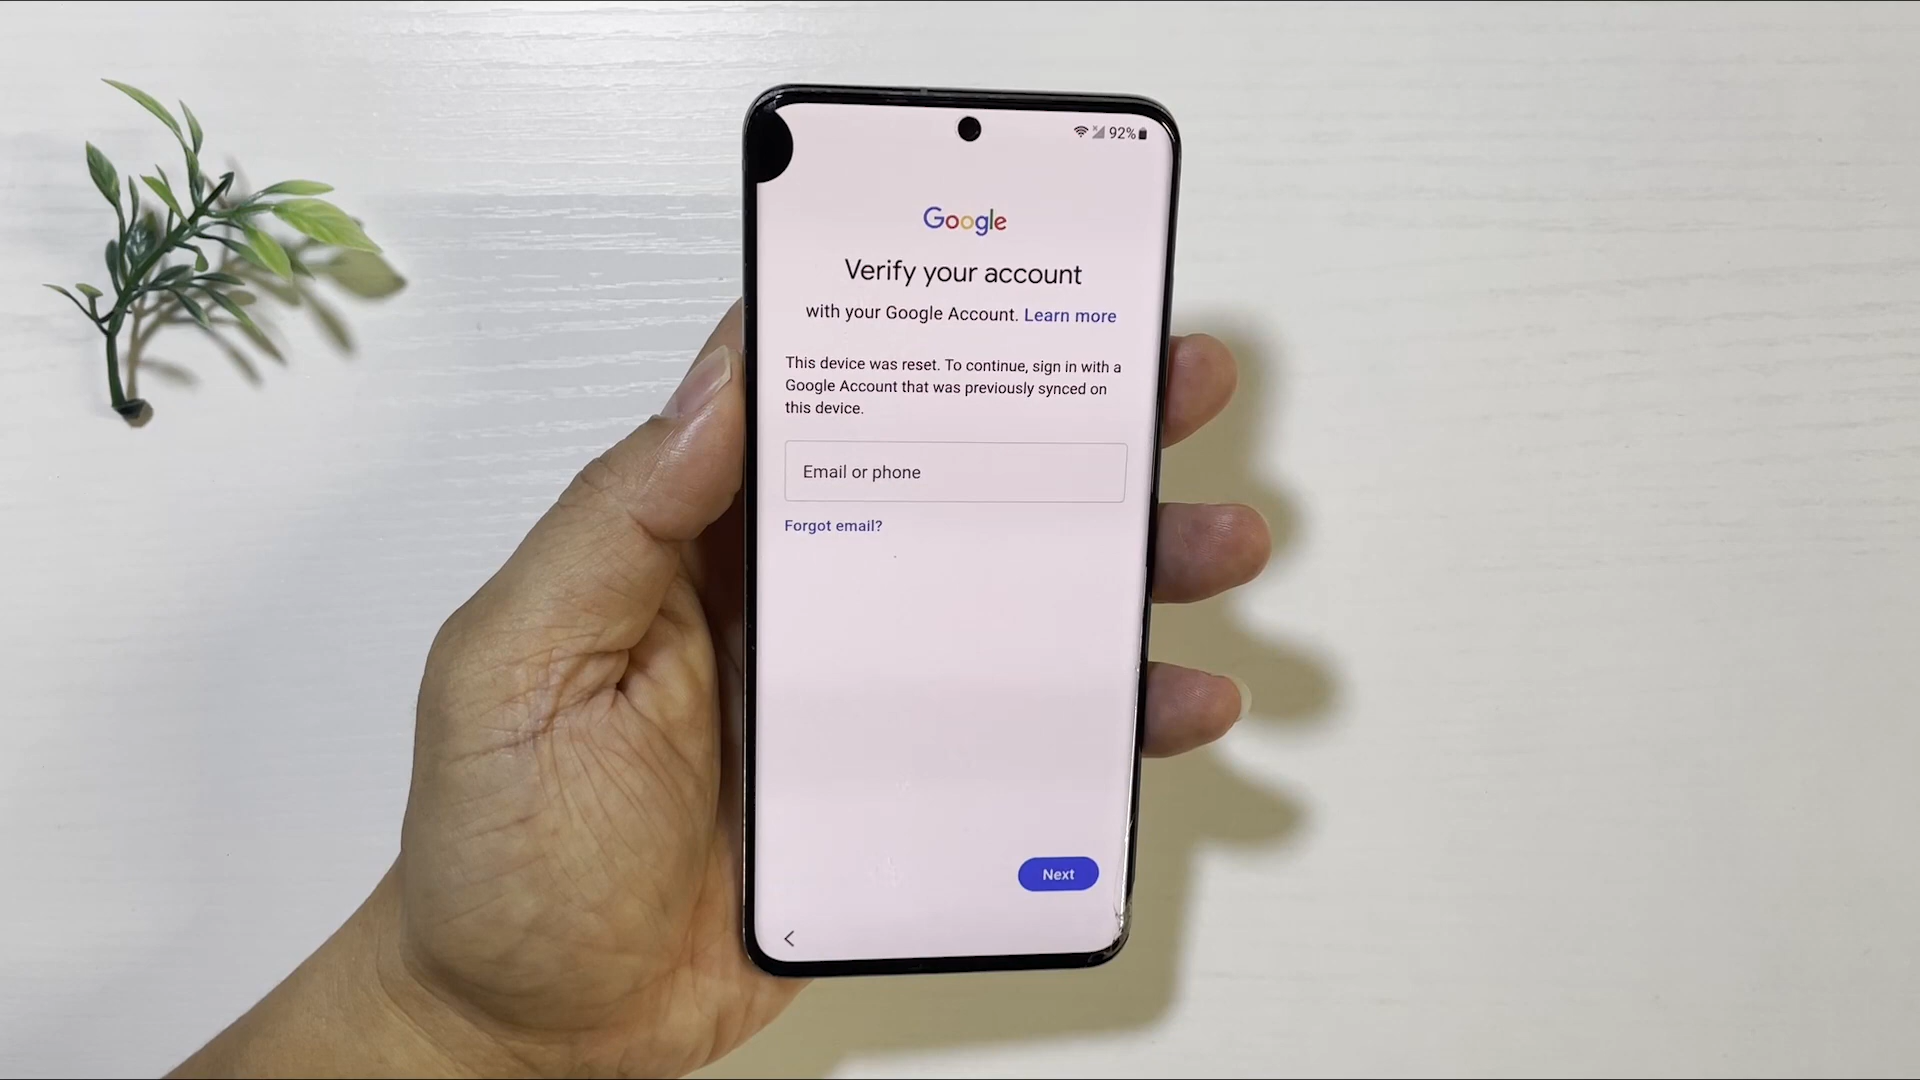 92%
Google
Verify your account
with your Google Account. Learn more
This device was reset. To continue, sign in with a
Google Account that was previously synced on
this device.
Email or phone
Forgot email?
Next